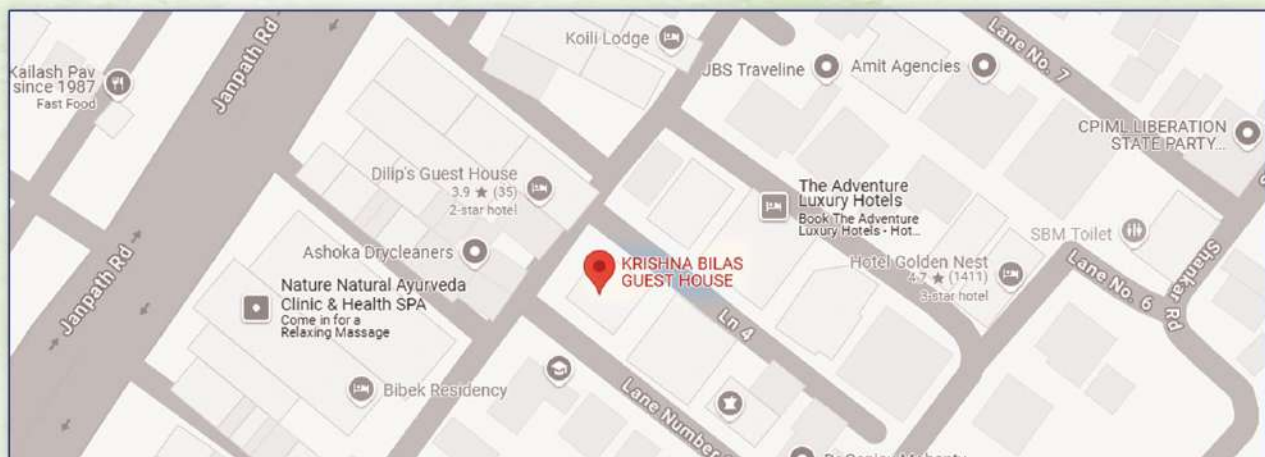 Koili Lodge
Lane No. 7
JBS Traveline
Amit Agencies
Kailash Pav
since 1987
Fast Food
Janpath Rd
CPIML LIBERATION
STATE PARTY...
Dilip's Guest House
3.9 ★ (35)
2-star hotel
The Adventure
Luxury Hotels
Book The Adventure
Luxury Hotels - Hot...
SBM Toilet
Ashoka Drycleaners
KRISHNA BILAS
GUEST HOUSE
Hotel Golden Nest
4.7 ★ (1411)
3-star hotel
Lane No. 6
Shankar Rd
Janpath Rd
Nature Natural Ayurveda
Clinic & Health SPA
Come in for a
Relaxing Massage
Ln 4
Bibek Residency
Lane Number